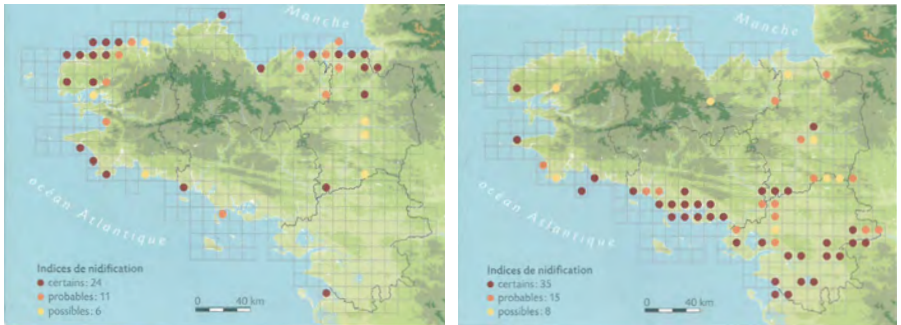 Manche
océan Atlantique
Indices de nidification
certains : 24
probables : 11
possibles : 6
0 40 km
Manche
océan Atlantique
Indices de nidification
certains : 35
probables : 15
possibles : 8
0 40 km